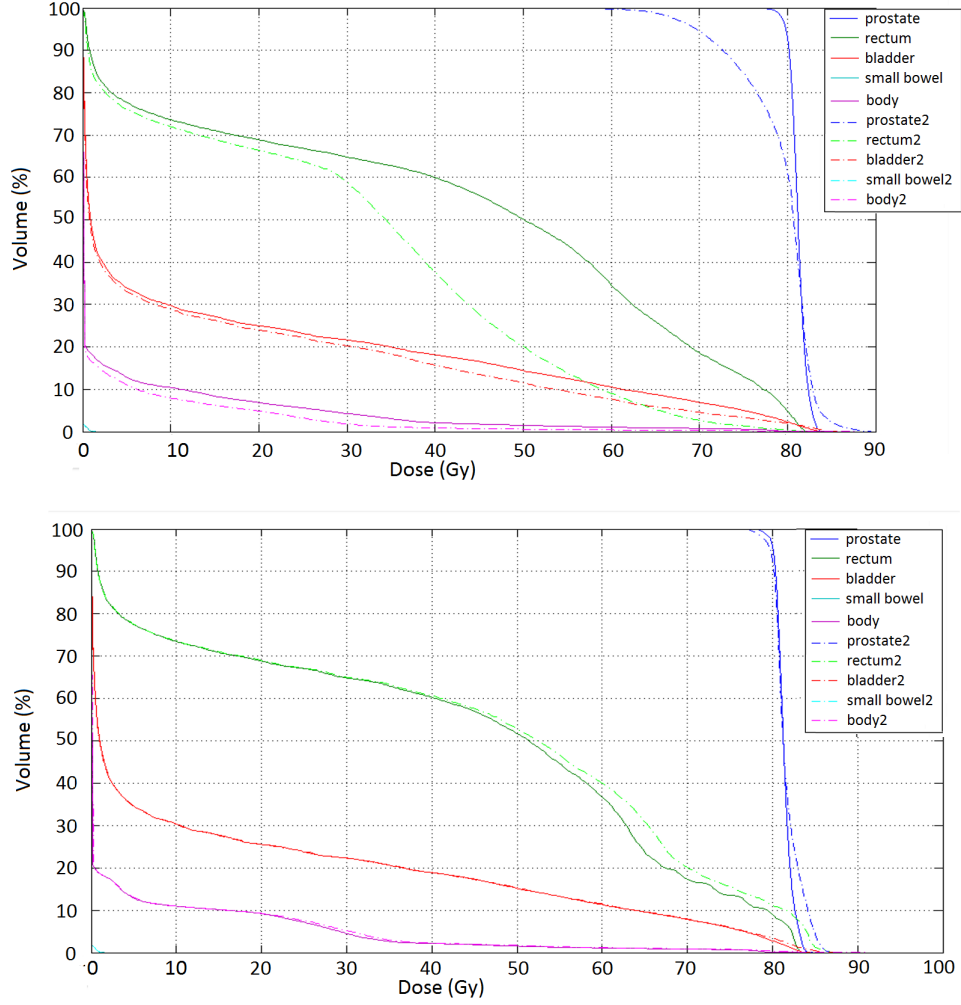 100
90
80
70
60
50
40
30
20
10
0
Volume (%)
0 10 20 30 40 50 60 70 80 90
Dose (Gy)
prostate
rectum
bladder
small bowel
body
prostate2
rectum2
bladder2
small bowel2
body2
100
90
80
70
60
50
40
30
20
10
0
Volume (%)
0 10 20 30 40 50 60 70 80 90 100
Dose (Gy)
prostate
rectum
bladder
small bowel
body
prostate2
rectum2
bladder2
small bowel2
body2